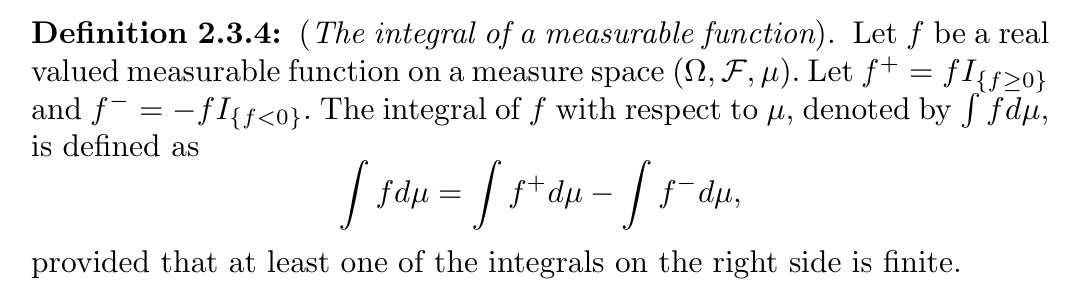 Definition 2.3.4: (The integral of a measurable function). Let f be a real
valued measurable function on a measure space (Ω, ℱ, μ). Let f⁺ = fI_{f≥0}
and f⁻ = −fI_{f<0}. The integral of f with respect to μ, denoted by ∫ fdμ,
is defined as
∫ fdμ = ∫ f⁺dμ − ∫ f⁻dμ,
provided that at least one of the integrals on the right side is finite.